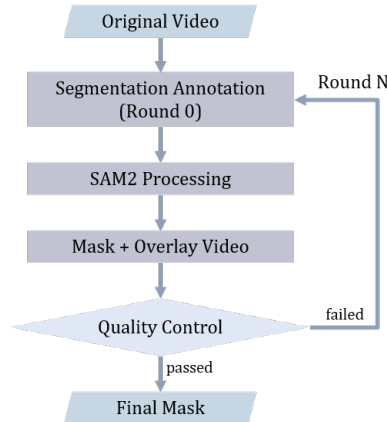 Original Video
Round N
Segmentation Annotation
(Round 0)
SAM2 Processing
Mask + Overlay Video
Quality Control
failed
passed
Final Mask